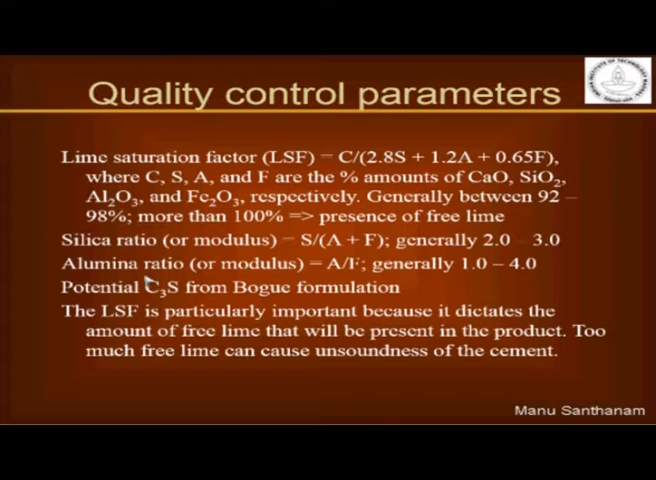 Quality control parameters
Lime saturation factor (LSF) = C/(2.8S + 1.2A + 0.65F),
where C, S, A, and F are the % amounts of CaO, SiO₂,
Al₂O₃, and Fe₂O₃, respectively. Generally between 92 –
98%; more than 100% => presence of free lime
Silica ratio (or modulus) = S/(A + F); generally 2.0 – 3.0
Alumina ratio (or modulus) = A/F; generally 1.0 – 4.0
Potential C₃S from Bogue formulation
The LSF is particularly important because it dictates the
amount of free lime that will be present in the product. Too
much free lime can cause unsoundness of the cement.
Manu Santhanam